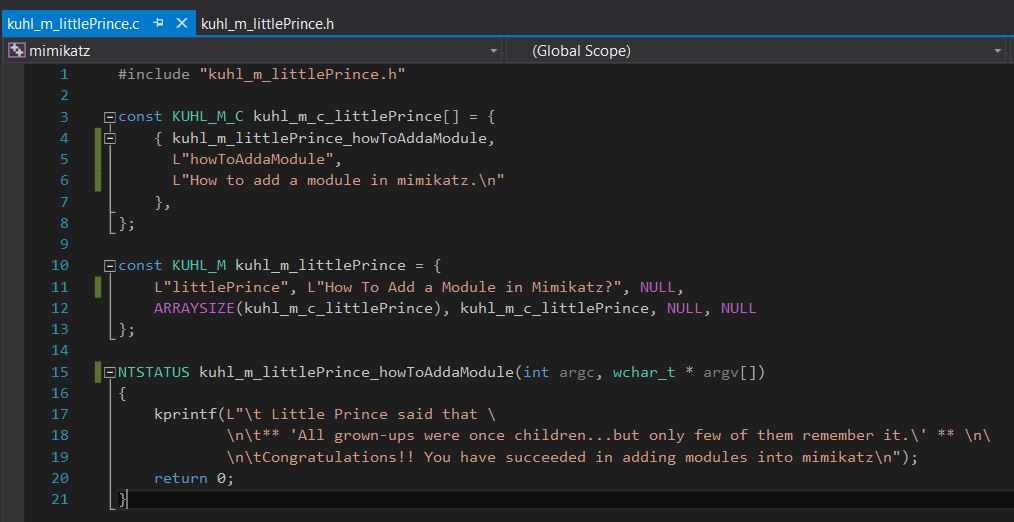 kuhl_m_littlePrince.c kuhl_m_littlePrince.h
mimikatz (Global Scope)
1 #include "kuhl_m_littlePrince.h"
2
3 const KUHL_M_C kuhl_m_c_littlePrince[] = {
4 { kuhl_m_littlePrince_howToAddaModule,
5 L"howToAddaModule",
6 L"How to add a module in mimikatz.\n"
7 },
8 };
9
10 const KUHL_M kuhl_m_littlePrince = {
11 L"littlePrince", L"How To Add a Module in Mimikatz?", NULL,
12 ARRAYSIZE(kuhl_m_c_littlePrince), kuhl_m_c_littlePrince, NULL, NULL
13 };
14
15 NTSTATUS kuhl_m_littlePrince_howToAddaModule(int argc, wchar_t * argv[])
16 {
17 kprintf(L"\t Little Prince said that \
18 \n\t** 'All grown-ups were once children...but only few of them remember it.\' ** \n\
19 \n\tCongratulations!! You have succeeded in adding modules into mimikatz\n");
20 return 0;
21 }